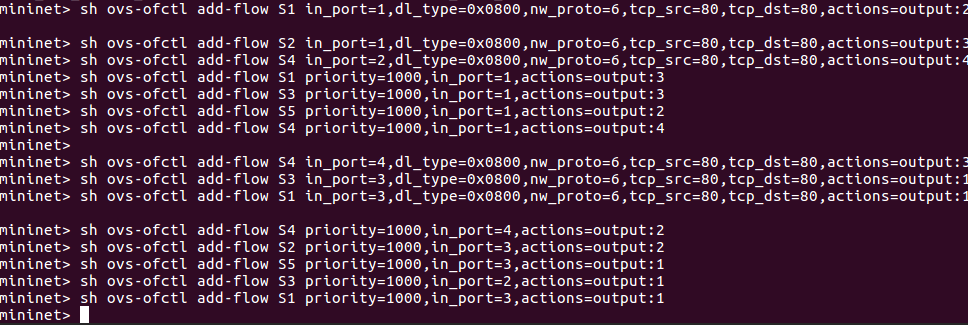 mininet> sh ovs-ofctl add-flow S1 in_port=1,dl_type=0x0800,nw_proto=6,tcp_src=80,tcp_dst=80,actions=output:2
mininet> sh ovs-ofctl add-flow S2 in_port=1,dl_type=0x0800,nw_proto=6,tcp_src=80,tcp_dst=80,actions=output:3
mininet> sh ovs-ofctl add-flow S4 in_port=2,dl_type=0x0800,nw_proto=6,tcp_src=80,tcp_dst=80,actions=output:4
mininet> sh ovs-ofctl add-flow S1 priority=1000,in_port=1,actions=output:3
mininet> sh ovs-ofctl add-flow S3 priority=1000,in_port=1,actions=output:3
mininet> sh ovs-ofctl add-flow S5 priority=1000,in_port=1,actions=output:2
mininet> sh ovs-ofctl add-flow S4 priority=1000,in_port=1,actions=output:4
mininet>
mininet> sh ovs-ofctl add-flow S4 in_port=4,dl_type=0x0800,nw_proto=6,tcp_src=80,tcp_dst=80,actions=output:3
mininet> sh ovs-ofctl add-flow S3 in_port=3,dl_type=0x0800,nw_proto=6,tcp_src=80,tcp_dst=80,actions=output:1
mininet> sh ovs-ofctl add-flow S1 in_port=3,dl_type=0x0800,nw_proto=6,tcp_src=80,tcp_dst=80,actions=output:1
mininet> sh ovs-ofctl add-flow S4 priority=1000,in_port=4,actions=output:2
mininet> sh ovs-ofctl add-flow S2 priority=1000,in_port=3,actions=output:2
mininet> sh ovs-ofctl add-flow S5 priority=1000,in_port=3,actions=output:1
mininet> sh ovs-ofctl add-flow S3 priority=1000,in_port=2,actions=output:1
mininet> sh ovs-ofctl add-flow S1 priority=1000,in_port=3,actions=output:1
mininet>